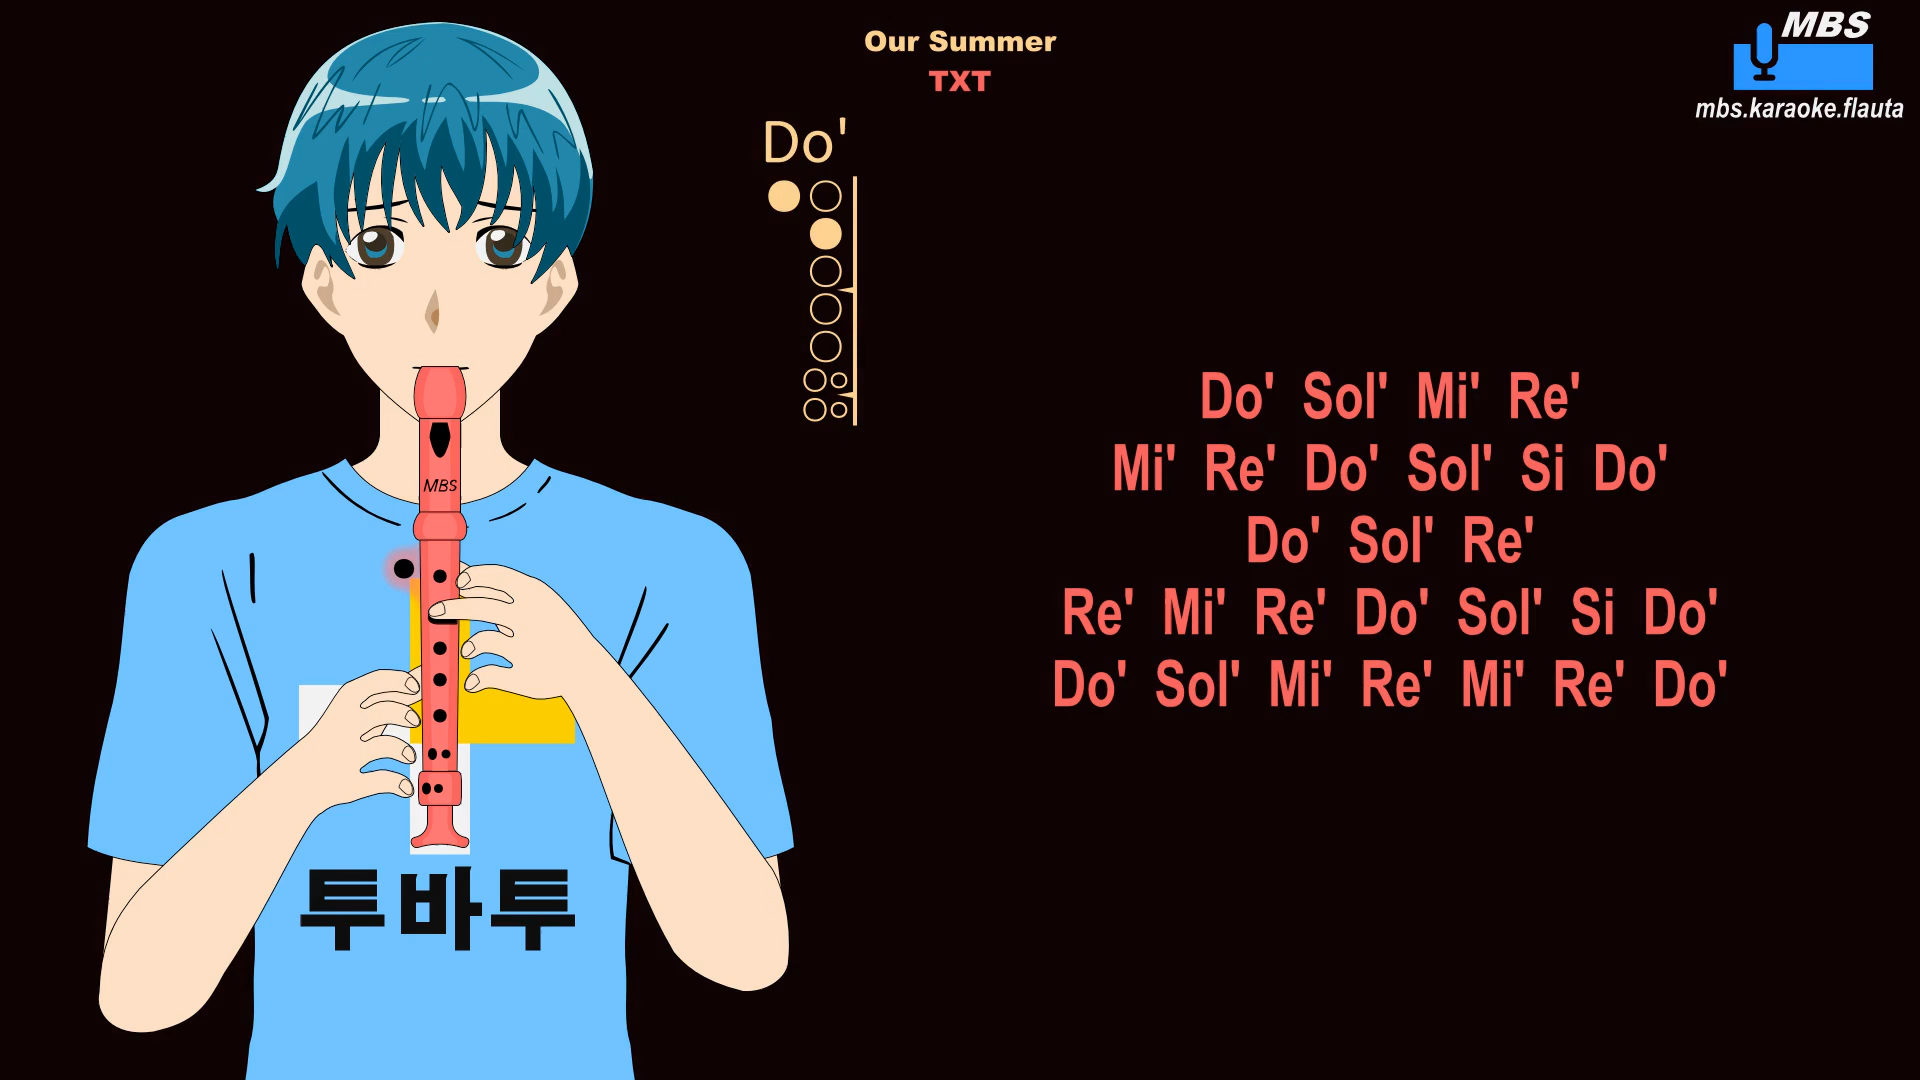 Our Summer
TXT
MBS
mbs.karaoke.flauta
Do'
Do' Sol' Mi' Re'
Mi' Re' Do' Sol' Si Do'
Do' Sol' Re'
Re' Mi' Re' Do' Sol' Si Do'
Do' Sol' Mi' Re' Mi' Re' Do'
MBS
투바투